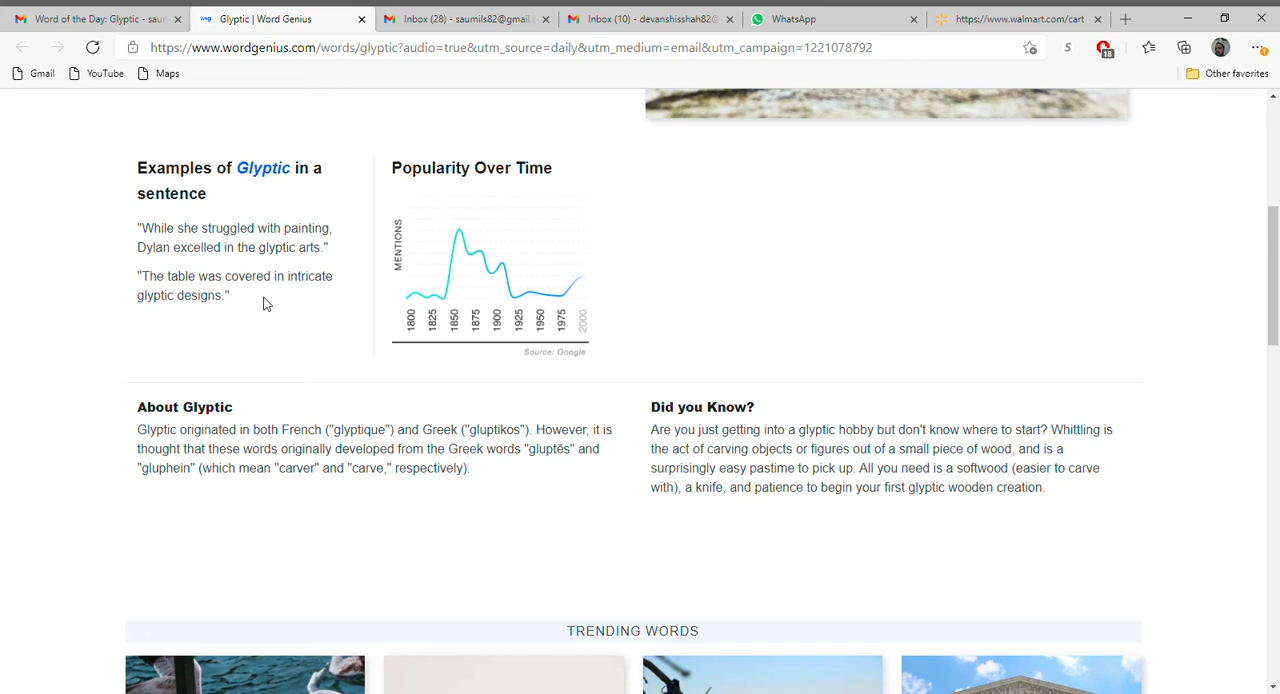 Word of the Day: Glyptic - saum
Glyptic | Word Genius
Inbox (28) - saumils82@gmail.
Inbox (10) - devanshisshah82@
WhatsApp
https://www.walmart.com/cart
https://www.wordgenius.com/words/glyptic?audio=true&utm_source=daily&utm_medium=email&utm_campaign=1221078792
S
18
Gmail
YouTube
Maps
Other favorites
Examples of Glyptic in a
sentence
"While she struggled with painting,
Dylan excelled in the glyptic arts."
"The table was covered in intricate
glyptic designs."
Popularity Over Time
MENTIONS
1800
1825
1850
1875
1900
1925
1950
1975
2000
Source: Google
About Glyptic
Glyptic originated in both French ("glyptique") and Greek ("gluptikos"). However, it is
thought that these words originally developed from the Greek words "gluptēs" and
"gluphein" (which mean "carver" and "carve," respectively).
Did you Know?
Are you just getting into a glyptic hobby but don't know where to start? Whittling is
the act of carving objects or figures out of a small piece of wood, and is a
surprisingly easy pastime to pick up. All you need is a softwood (easier to carve
with), a knife, and patience to begin your first glyptic wooden creation.
TRENDING WORDS